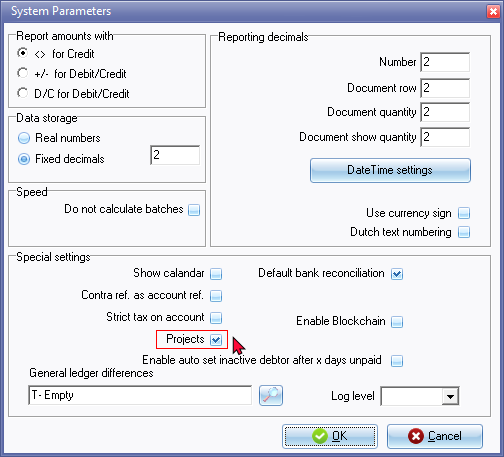 System Parameters
Report amounts with
<> for Credit
+/- for Debit/Credit
D/C for Debit/Credit
Data storage
Real numbers
Fixed decimals 2
Speed
Do not calculate batches
Reporting decimals
Number 2
Document row 2
Document quantity 2
Document show quantity 2
DateTime settings
Use currency sign
Dutch text numbering
Special settings
Show calandar
Default bank reconciliation
Contra ref. as account ref.
Strict tax on account
Enable Blockchain
Projects
Enable auto set inactive debtor after x days unpaid
General ledger differences
T- Empty
Log level
OK
Cancel